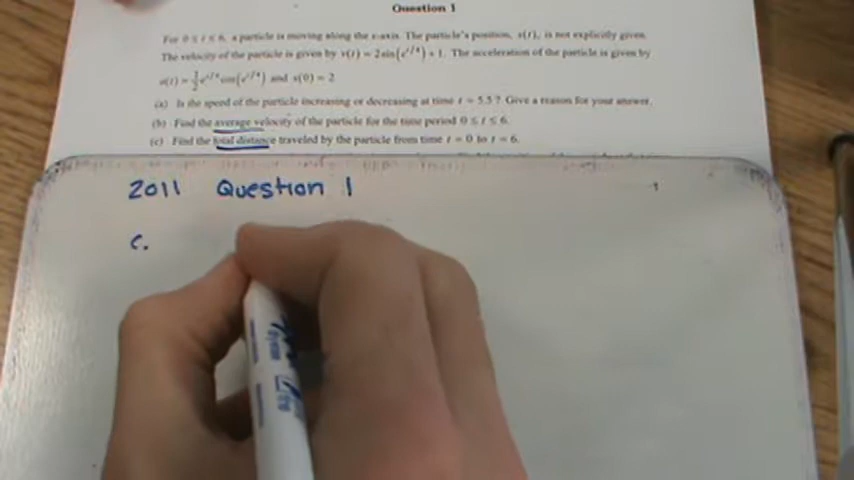 Question 1
For 0 ≤ t ≤ 6, a particle is moving along the x-axis. The particle's position, x(t), is not explicitly given.
The velocity of the particle is given by v(t) = 2sin(e^{t/4}) + 1. The acceleration of the particle is given by
a(t) = 1/2 e^{t/4} cos(e^{t/4}) and x(0) = 2
(a) Is the speed of the particle increasing or decreasing at time t = 5.5? Give a reason for your answer.
(b) Find the average velocity of the particle for the time period 0 ≤ t ≤ 6.
(c) Find the total distance traveled by the particle from time t = 0 to t = 6.
2011 Question 1
c.